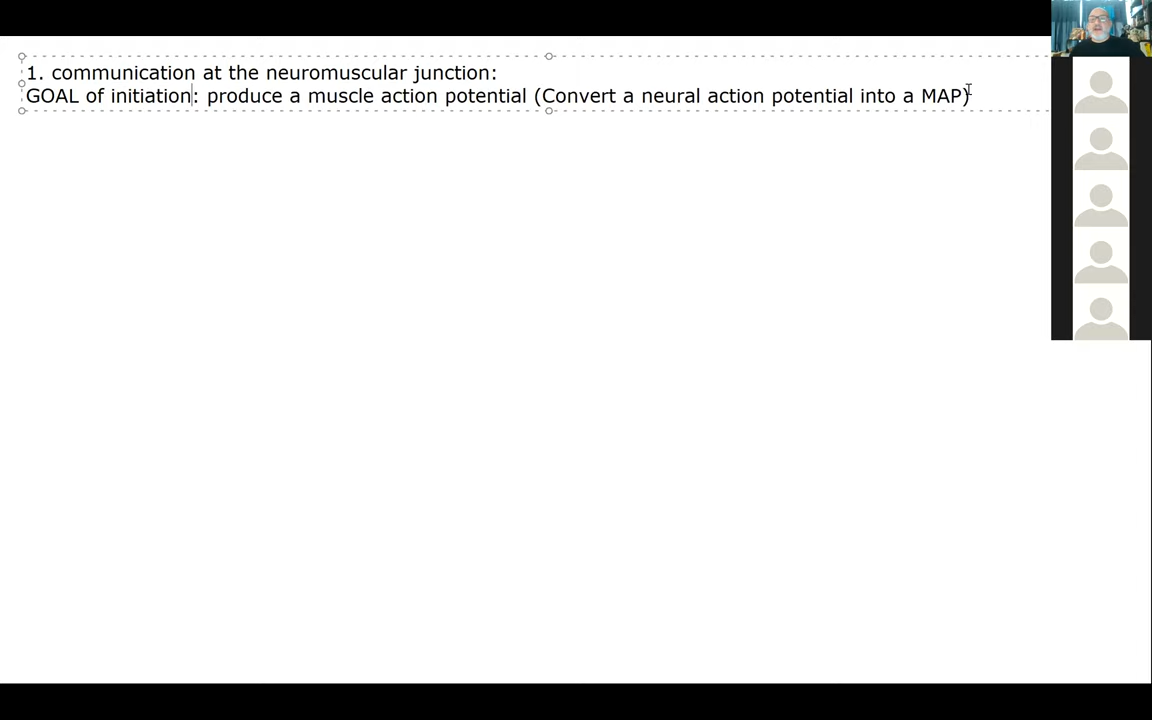 1. communication at the neuromuscular junction:
GOAL of initiation: produce a muscle action potential (Convert a neural action potential into a MAP)